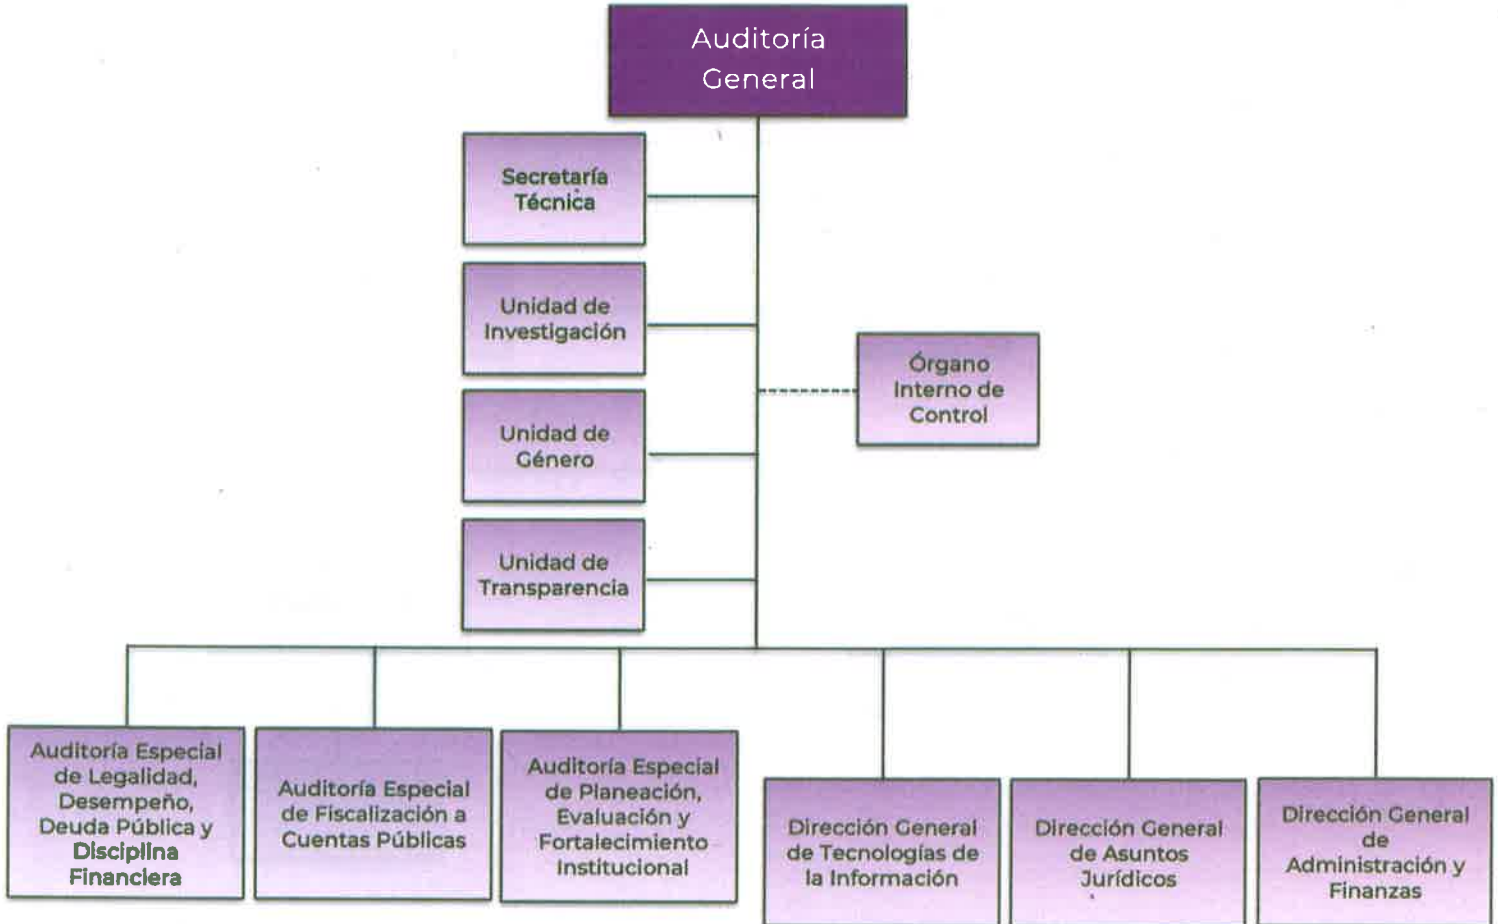 Auditoría
General
Secretaría
Técnica
Unidad de
Investigación
Órgano
Interno de
Control
Unidad de
Género
Unidad de
Transparencia
Auditoría Especial
de Legalidad,
Desempeño,
Deuda Pública y
Disciplina
Financiera
Auditoría Especial
de Fiscalización a
Cuentas Públicas
Auditoría Especial
de Planeación,
Evaluación y
Fortalecimiento
Institucional
Dirección General
de Tecnologías de
la Información
Dirección General
de Asuntos
Jurídicos
Dirección General
de
Administración y
Finanzas